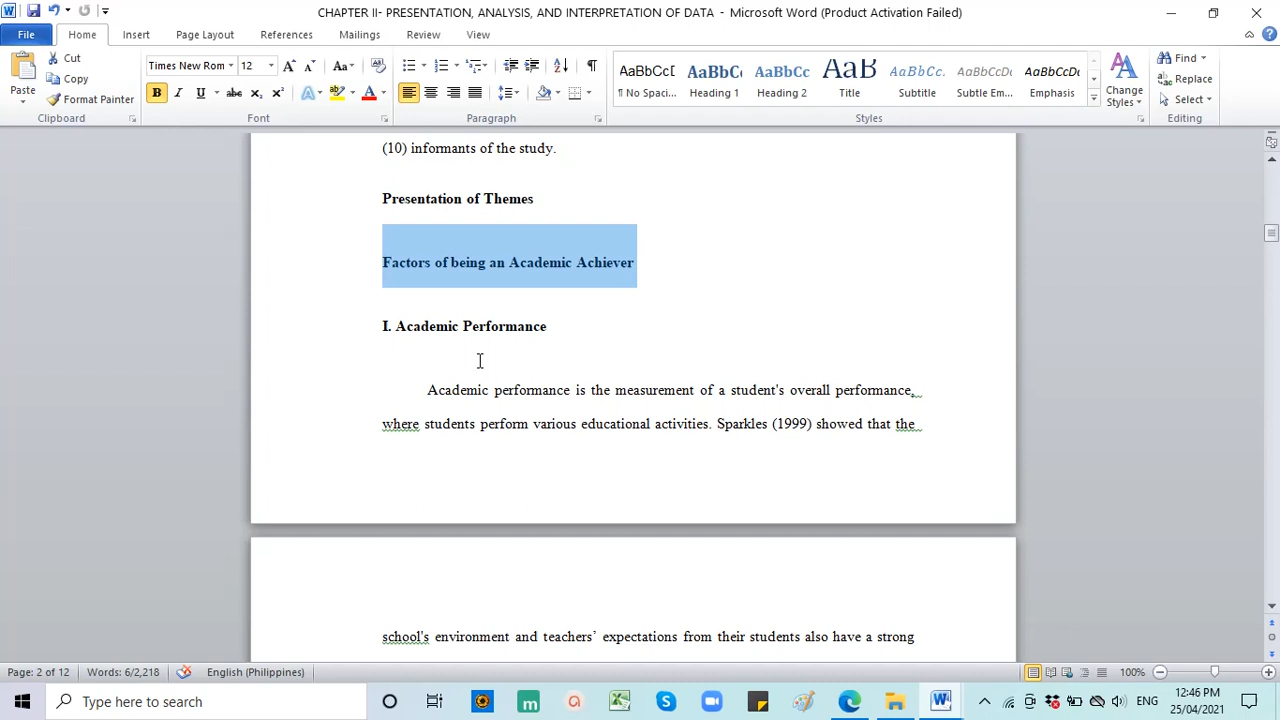 CHAPTER II- PRESENTATION, ANALYSIS, AND INTERPRETATION OF DATA - Microsoft Word (Product Activation Failed)
File Home Insert Page Layout References Mailings Review View
Paste
Cut
Copy
Format Painter
Clipboard
Times New Rom 12
Font
Paragraph
AaBbCcD AaBbC AaBbCc AaB AaBbCc. AaBbCcD AaBbCcD
¶ No Spaci... Heading 1 Heading 2 Title Subtitle Subtle Em... Emphasis
Change Styles
Styles
Find
Replace
Select
Editing
(10) informants of the study.
Presentation of Themes
Factors of being an Academic Achiever
I. Academic Performance
Academic performance is the measurement of a student's overall performance,
where students perform various educational activities. Sparkles (1999) showed that the
school's environment and teachers’ expectations from their students also have a strong
Page: 2 of 12 Words: 6/2,218 English (Philippines) 100%
Type here to search
ENG
12:46 PM
25/04/2021